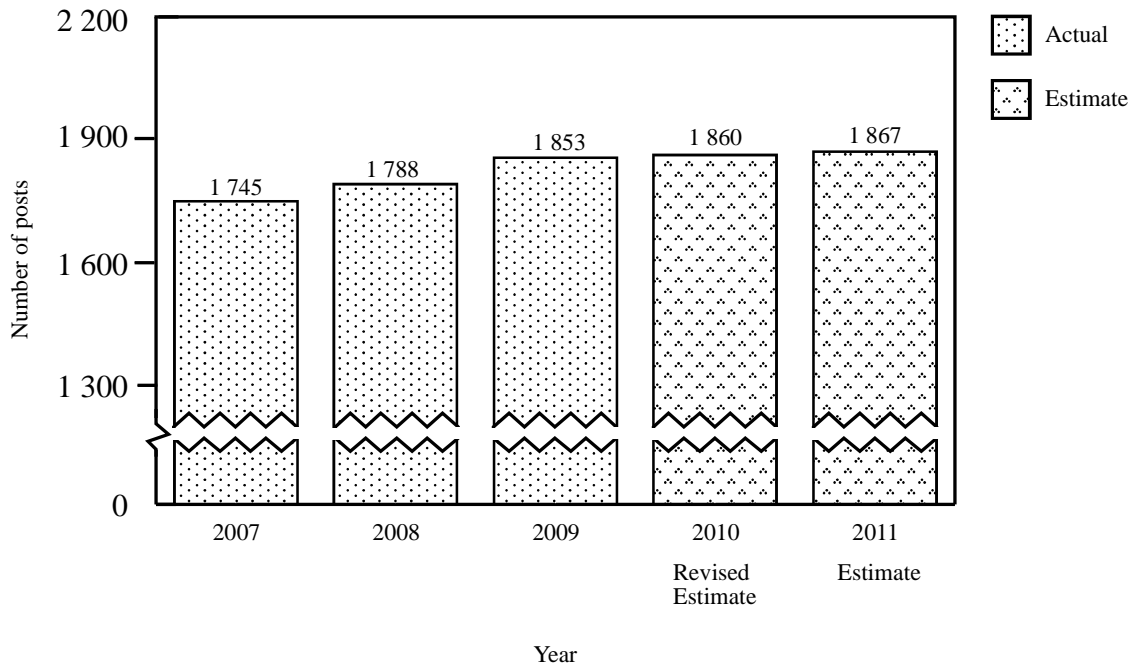 2 200
1 900
1 600
1 300
0
Number of posts
1 745
1 788
1 853
1 860
1 867
2007
2008
2009
2010
2011
Revised
Estimate
Estimate
Year
Actual
Estimate